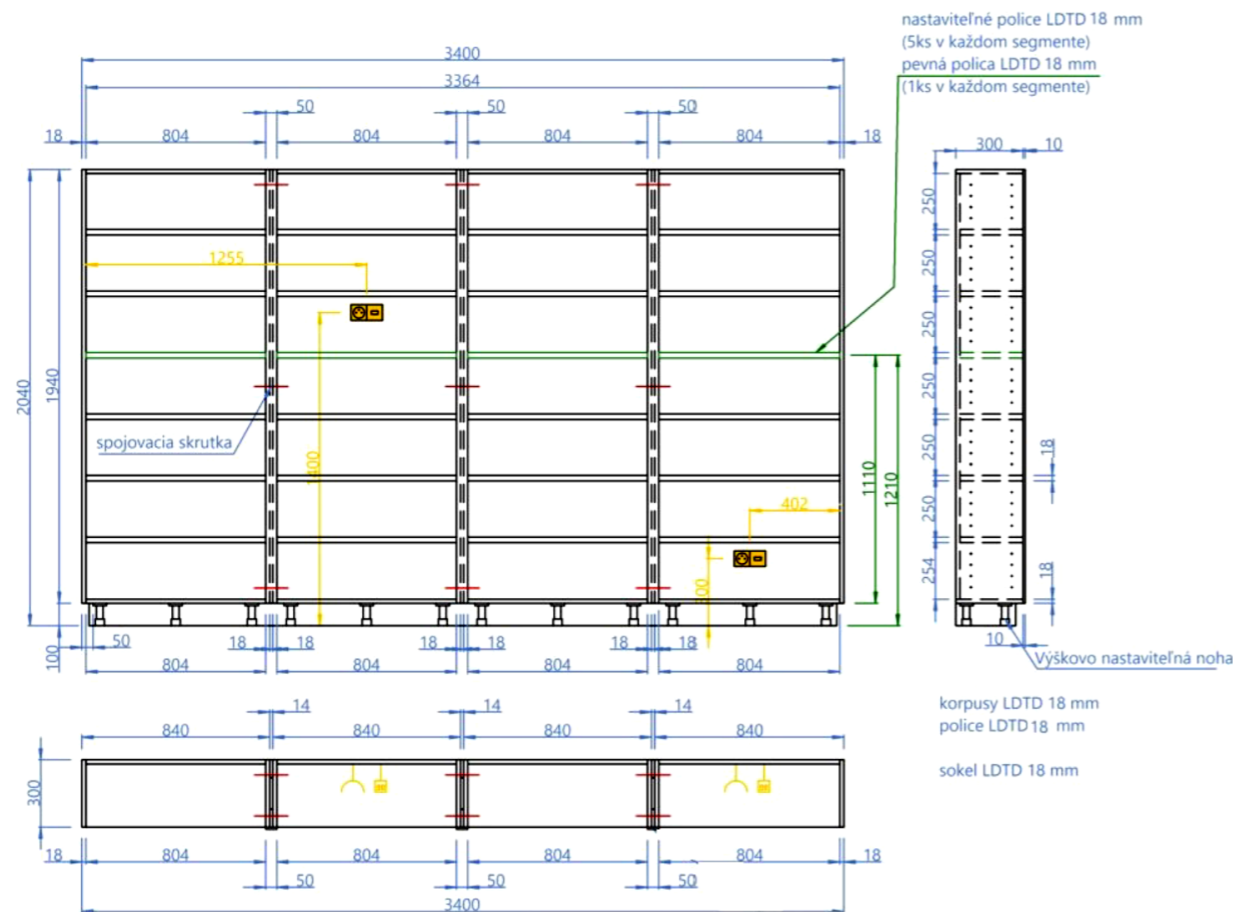 nastaviteľné police LDTD 18 mm
(5ks v každom segmente)
pevná polica LDTD 18 mm
(1ks v každom segmente)
3400
3364
50 50 50
18 804 804 804 804 18
300 10
2040
1940
1255
1400
spojovacia skrutka
402
1110
1210
250
250
250
250
250
250
254
18
18
100
50
18 18 18 18 18 18
804 804 804 804
10
Výškovo nastaviteľná noha
korpusy LDTD 18 mm
police LDTD 18 mm
sokel LDTD 18 mm
14 14 14
840 840 840 840
300
18 804 804 804 804 18
50 50 50
3400